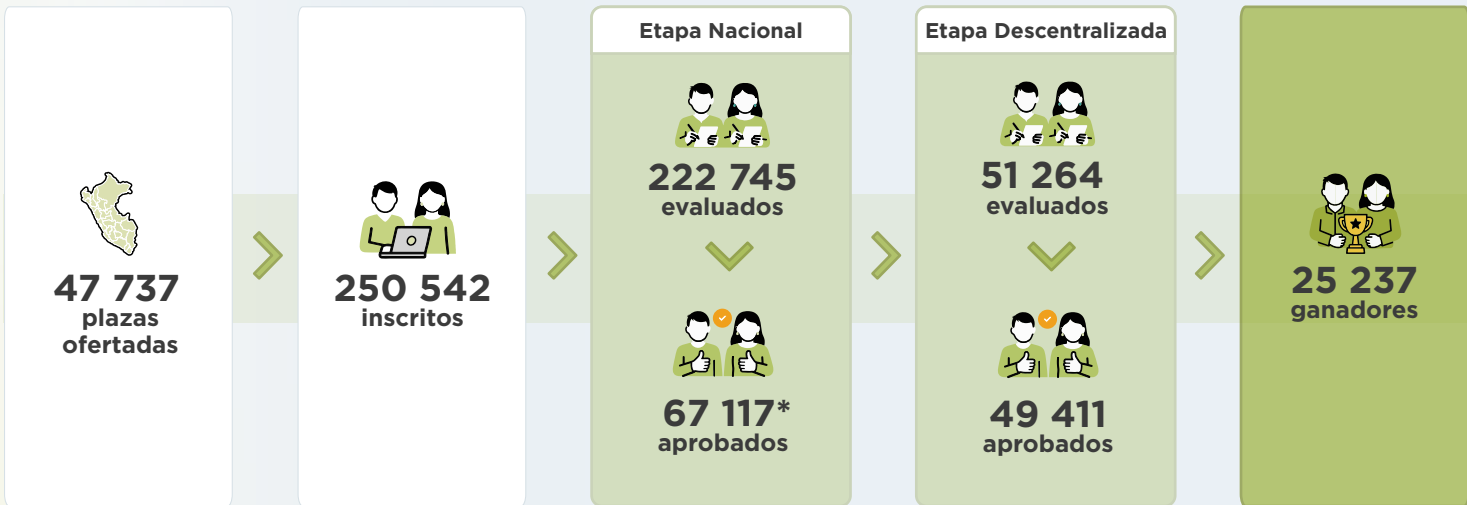 47 737
plazas
ofertadas
250 542
inscritos
Etapa Nacional
222 745
evaluados
67 117*
aprobados
Etapa Descentralizada
51 264
evaluados
49 411
aprobados
25 237
ganadores